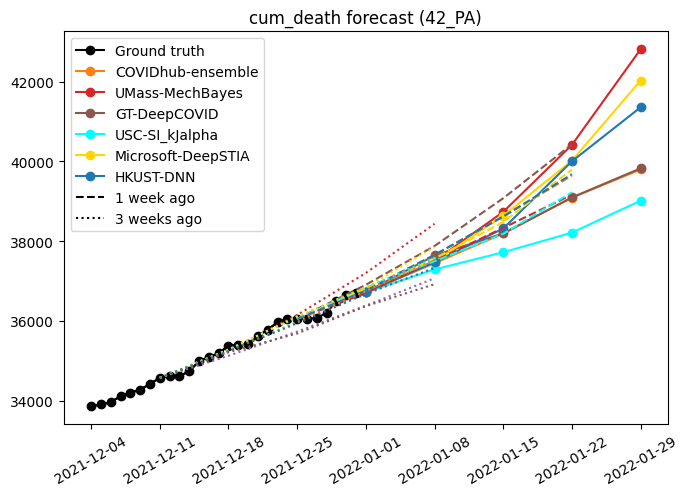 cum_death forecast (42_PA)
Ground truth
COVIDhub-ensemble
UMass-MechBayes
GT-DeepCOVID
USC-SI_kJalpha
Microsoft-DeepSTIA
HKUST-DNN
1 week ago
3 weeks ago
42000
40000
38000
36000
34000
2021-12-04
2021-12-11
2021-12-18
2021-12-25
2022-01-01
2022-01-08
2022-01-15
2022-01-22
2022-01-29